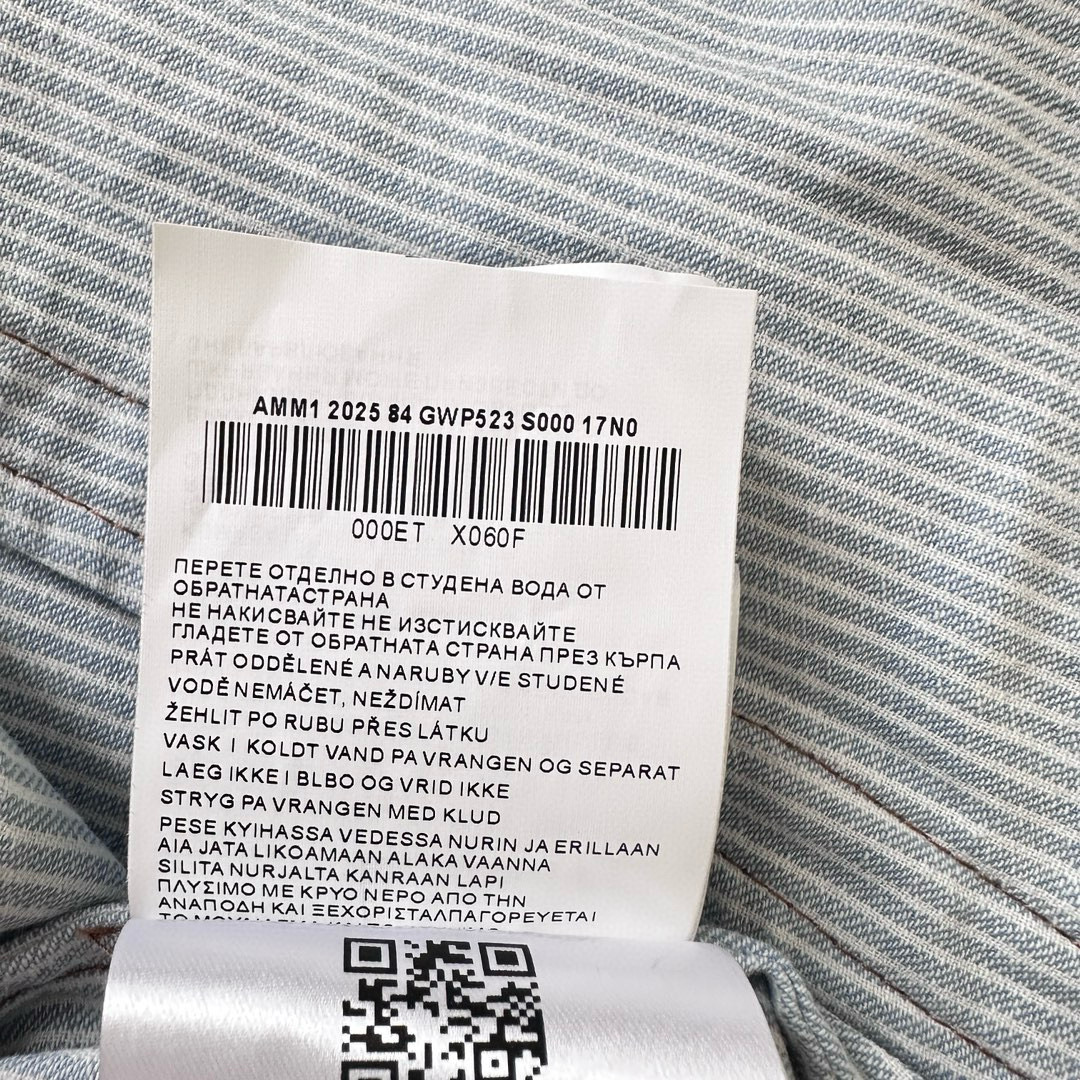 AMM1 2025 84 GWP523 S000 17N0
000ET X060F
ПЕРЕТЕ ОТДЕЛНО В СТУДЕНА ВОДА ОТ
ОБРАТНАТАСТРАНА
НЕ НАКИСВАЙТЕ НЕ ИЗСТИСКВАЙТЕ
ГЛАДЕТЕ ОТ ОБРАТНАТА СТРАНА ПРЕЗ КЪРПА
PRÁT ODDĚLENÉ A NARUBY V/E STUDENÉ
VODĚ NEMÁČET, NEŽDÍMAT
ŽEHLIT PO RUBU PŘES LÁTKU
VASK I KOLDT VAND PA VRANGEN OG SEPARAT
LAEG IKKE I BLBO OG VRID IKKE
STRYG PA VRANGEN MED KLUD
PESE KYIHASSA VEDESSA NURIN JA ERILLAAN
AIA JATA LIKOAMAAN ALAKA VAANNA
SILITA NURJALTA KANRAAN LAPI
ΠΛΥΣΙΜΟ ΜΕ ΚΡΥΟ ΝΕΡΟ ΑΠΟ ΤΗΝ
ΑΝΑΠΟΔΗ ΚΑΙ ΞΕΧΟΡΙΣΤΑΛΠΑΓΟΡΕΥΕΤΑΙ